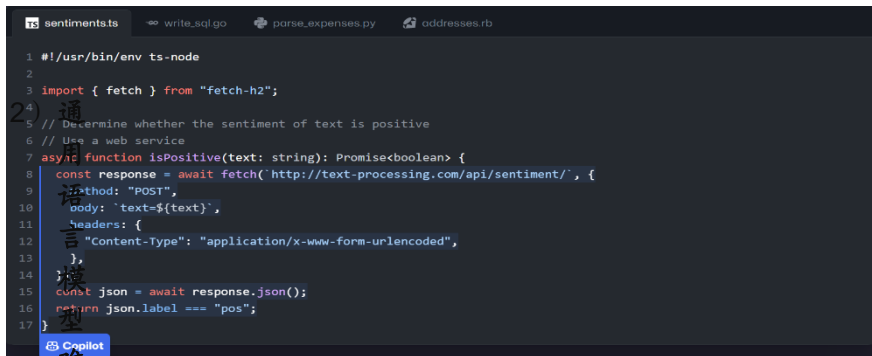 sentiments.ts write_sql.go parse_expenses.py addresses.rb
1 #!/usr/bin/env ts-node
2
3 import { fetch } from "fetch-h2";
4
5 // Determine whether the sentiment of text is positive
6 // Use a web service
7 async function isPositive(text: string): Promise<boolean> {
8 const response = await fetch(`http://text-processing.com/api/sentiment/`, {
9 method: "POST",
10 body: `text=${text}`,
11 headers: {
12 "Content-Type": "application/x-www-form-urlencoded",
13 },
14 });
15 const json = await response.json();
16 return json.label === "pos";
17 }
Copilot
2）通
用
语
言
模
型